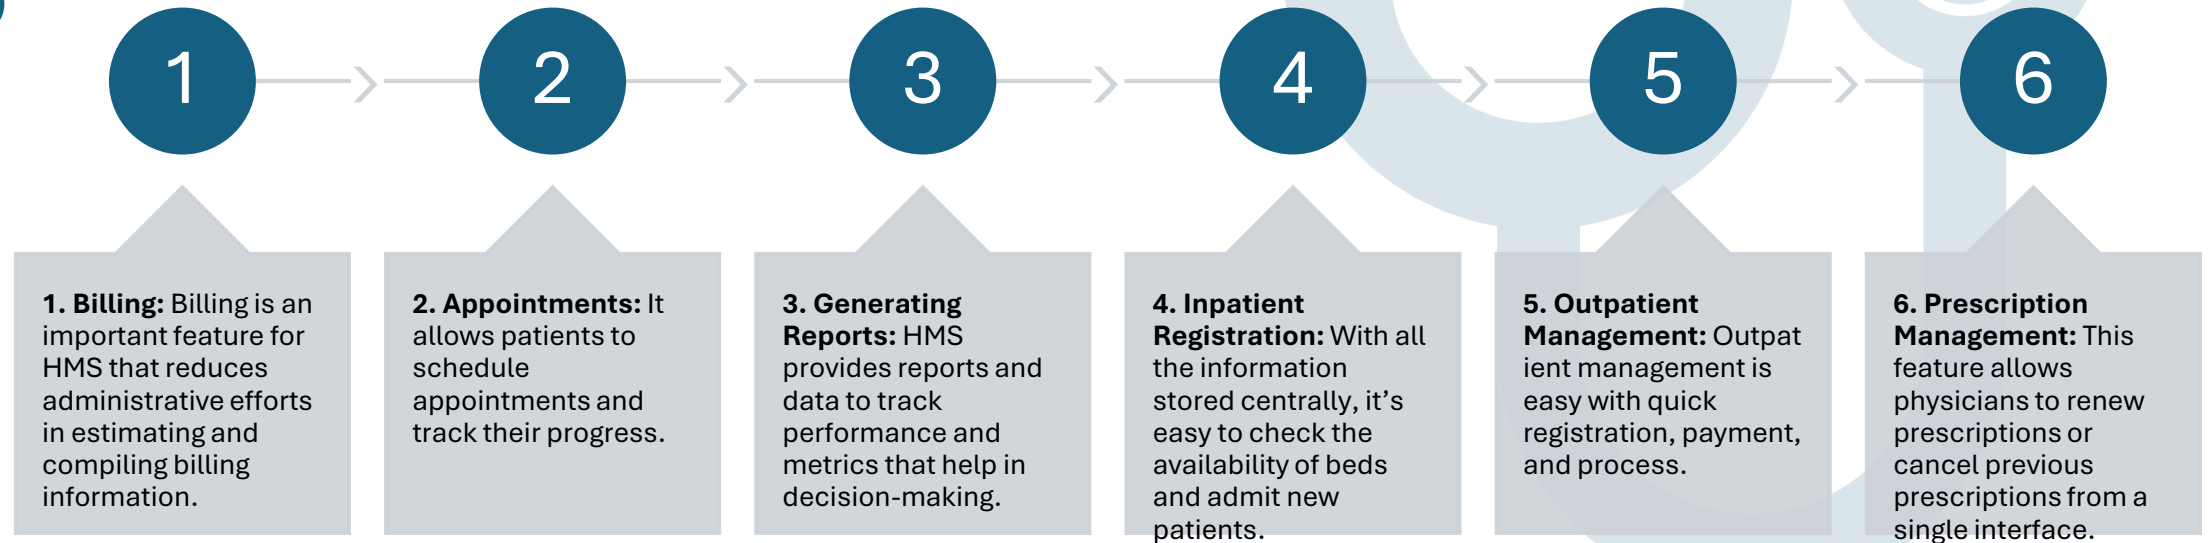 1
2
3
4
5
6
1. Billing: Billing is an
important feature for
HMS that reduces
administrative efforts
in estimating and
compiling billing
information.
2. Appointments: It
allows patients to
schedule
appointments and
track their progress.
3. Generating
Reports: HMS
provides reports and
data to track
performance and
metrics that help in
decision-making.
4. Inpatient
Registration: With all
the information
stored centrally, it’s
easy to check the
availability of beds
and admit new
patients.
5. Outpatient
Management: Outpat
ient management is
easy with quick
registration, payment,
and process.
6. Prescription
Management: This
feature allows
physicians to renew
prescriptions or
cancel previous
prescriptions from a
single interface.